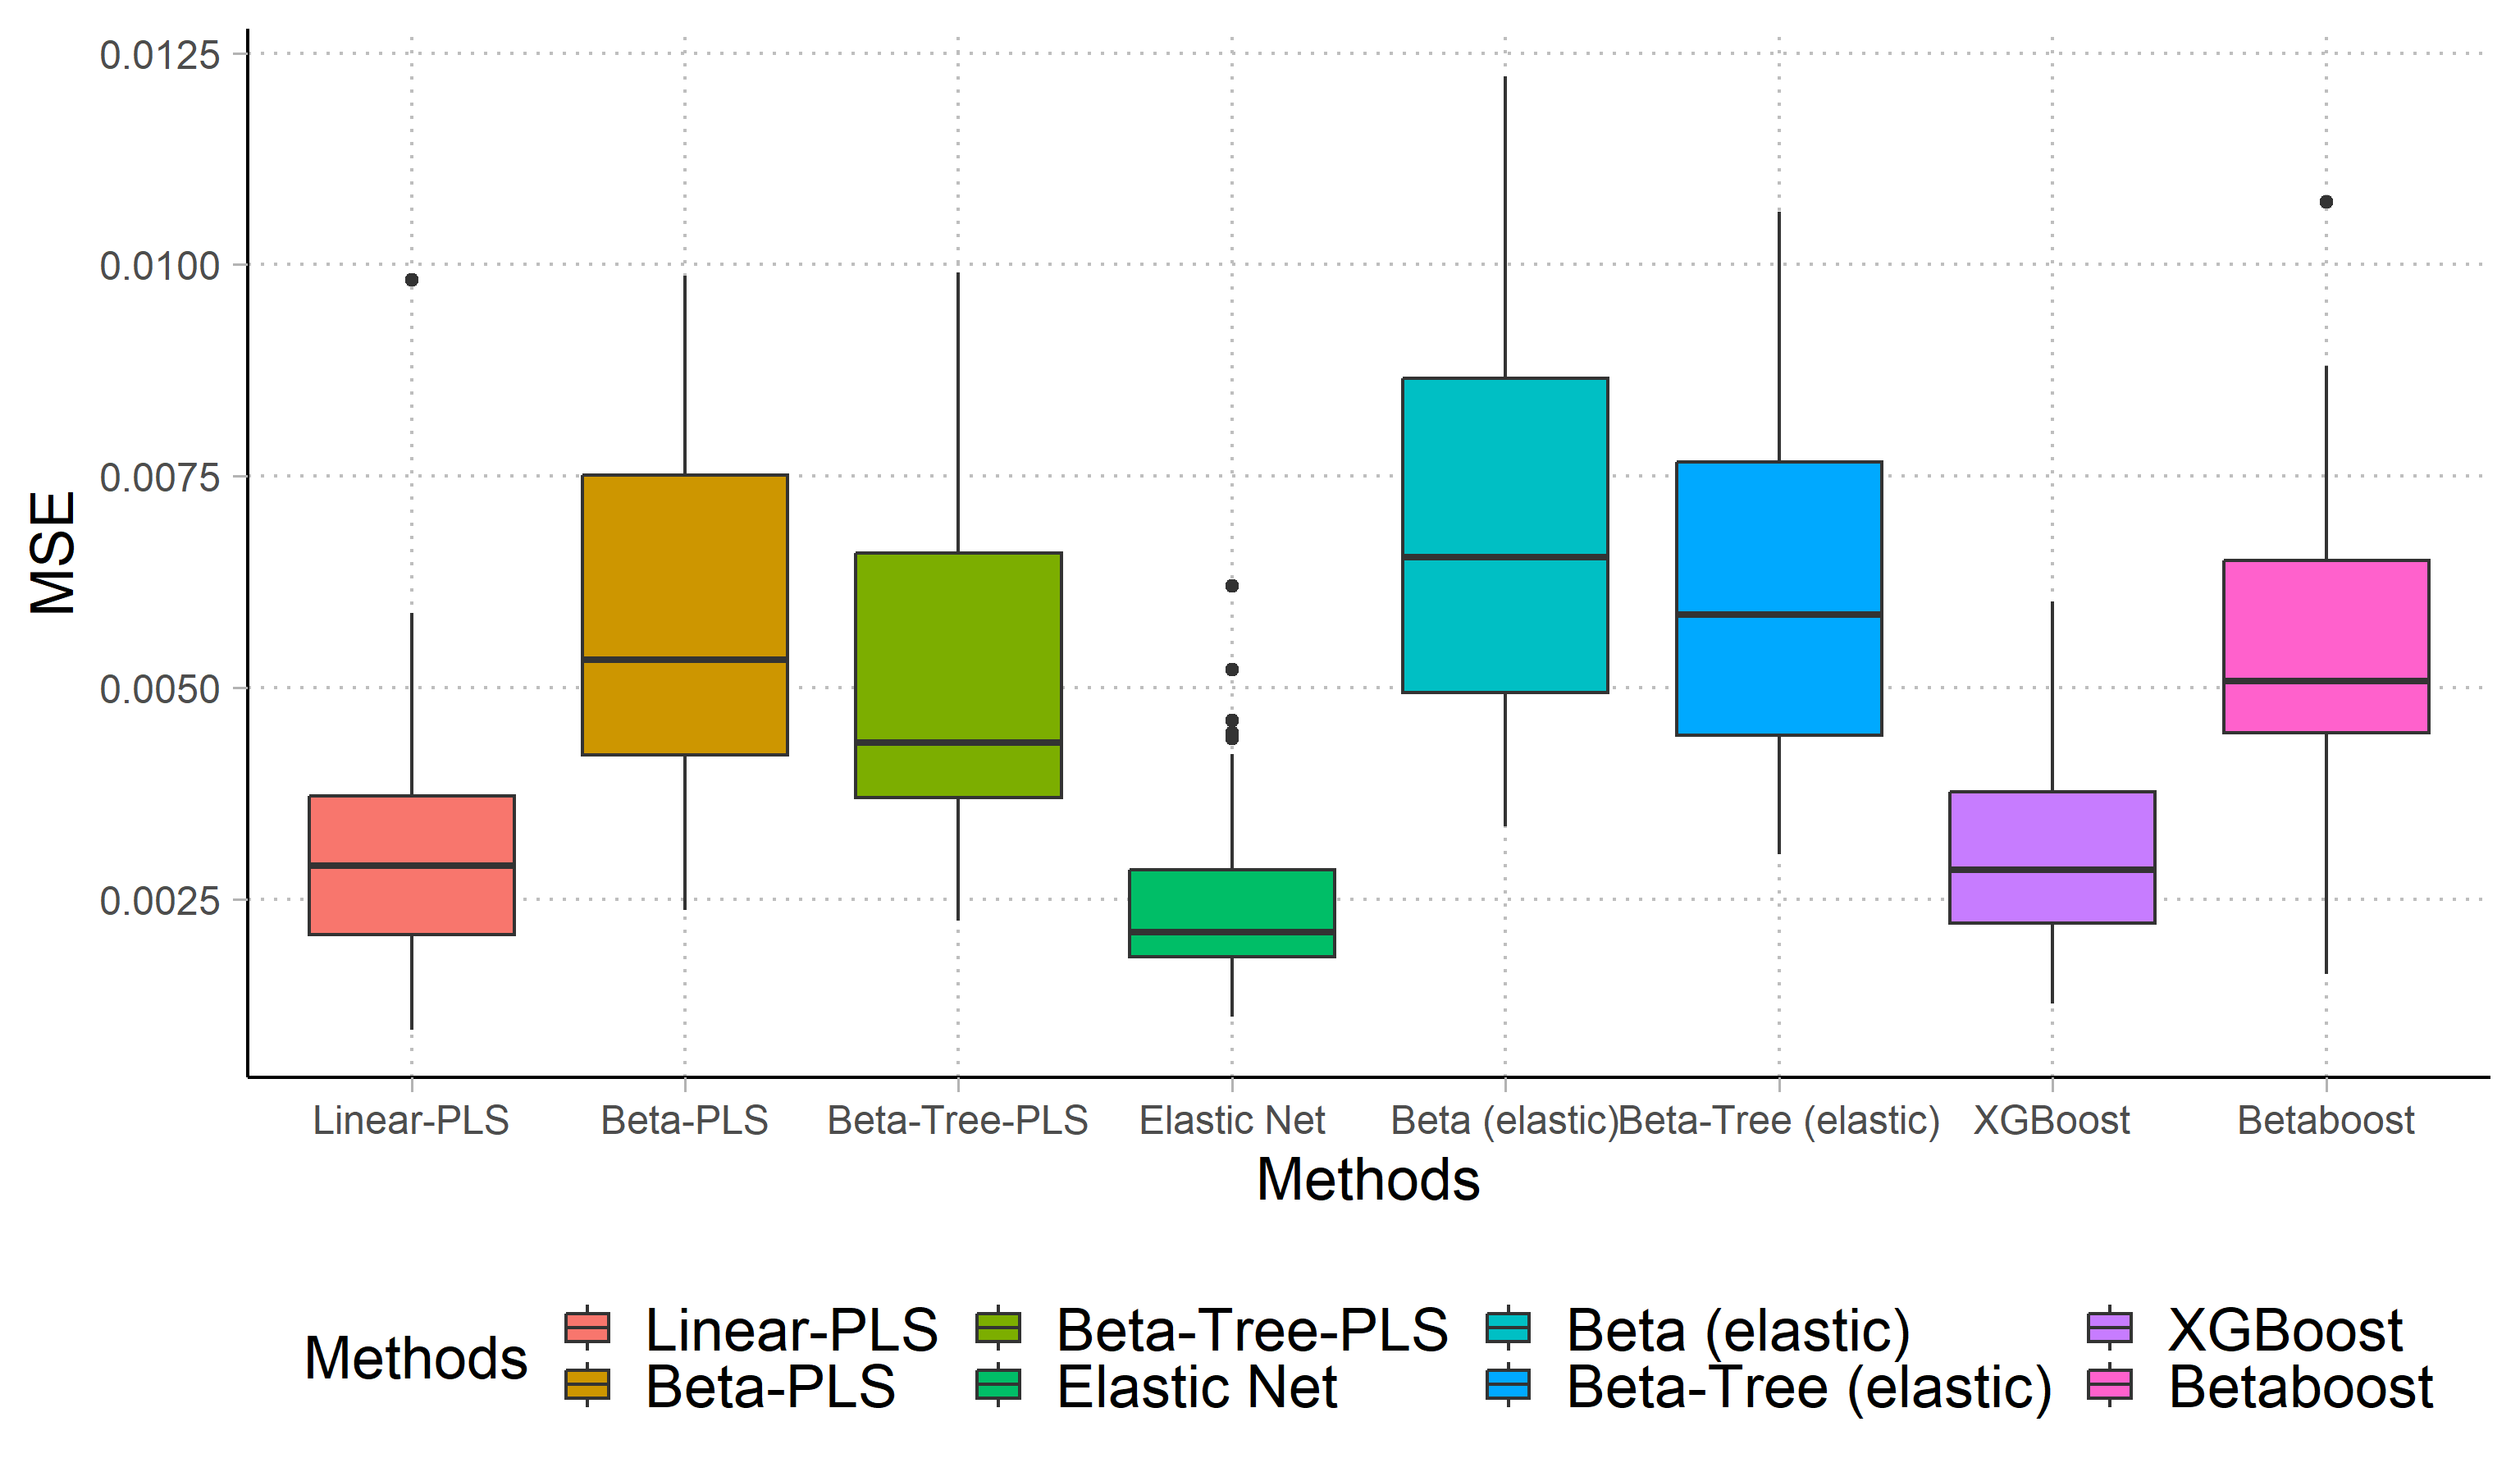 0.0125
0.0100
0.0075
0.0050
0.0025
MSE
Linear-PLS Beta-PLS Beta-Tree-PLS Elastic Net Beta (elastic) Beta-Tree (elastic) XGBoost Betaboost
Methods
Methods
Linear-PLS Beta-Tree-PLS Beta (elastic) XGBoost
Beta-PLS Elastic Net Beta-Tree (elastic) Betaboost